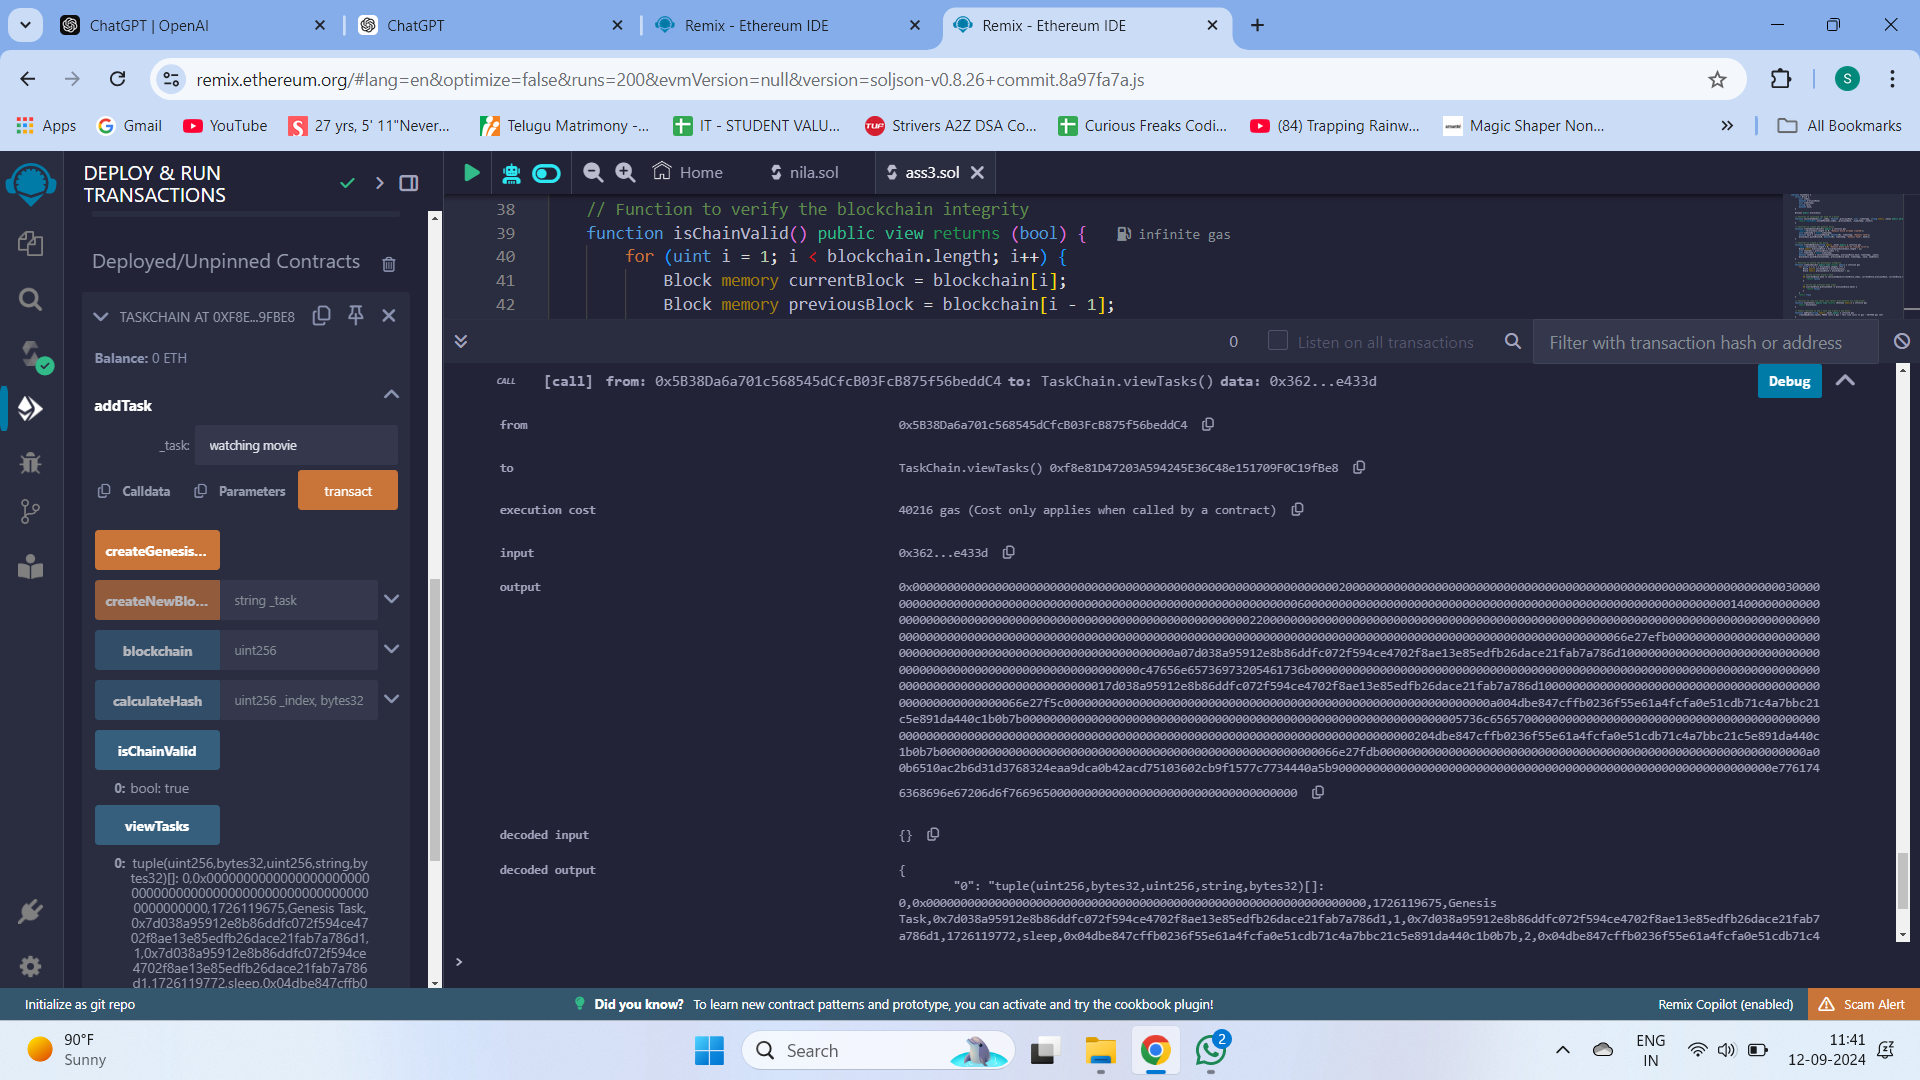 ChatGPT | OpenAI
ChatGPT
Remix - Ethereum IDE
Remix - Ethereum IDE
remix.ethereum.org/#lang=en&optimize=false&runs=200&evmVersion=null&version=soljson-v0.8.26+commit.8a97fa7a.js
S
Apps
Gmail
YouTube
27 yrs, 5' 11"Never...
Telugu Matrimony -...
IT - STUDENT VALU...
Strivers A2Z DSA Co...
Curious Freaks Codi...
(84) Trapping Rainw...
Magic Shaper Non...
All Bookmarks
DEPLOY & RUN
TRANSACTIONS
Home
nila.sol
ass3.sol
Deployed/Unpinned Contracts
TASKCHAIN AT 0XF8E...9FBE8
Balance: 0 ETH
addTask
_task:
watching movie
Calldata
Parameters
transact
createGenesis...
createNewBlo...
string _task
blockchain
uint256
calculateHash
uint256 _index, bytes32
isChainValid
0: bool: true
viewTasks
0: tuple(uint256,bytes32,uint256,string,by
tes32)[]: 0,0x0000000000000000000000
1726119675,Genesis Task,
0x7d038a95912e8b86ddfc072f594ce47
02f8ae13e85edfb26dace21fab7a786d1,
1,0x7d038a95912e8b86ddfc072f594ce
4702f8ae13e85edfb26dace21fab7a786
d1,1726119772,sleep,0x04dbe847cffb0
38 // Function to verify the blockchain integrity
39 function isChainValid() public view returns (bool) { infinite gas
40 for (uint i = 1; i < blockchain.length; i++) {
41 Block memory currentBlock = blockchain[i];
42 Block memory previousBlock = blockchain[i - 1];
0
Listen on all transactions
Filter with transaction hash or address
CALL [call] from: 0x5B38Da6a701c568545dCfcB03FcB875f56beddC4 to: TaskChain.viewTasks() data: 0x362...e433d
Debug
from 0x5B38Da6a701c568545dCfcB03FcB875f56beddC4
to TaskChain.viewTasks() 0xf8e81D47203A594245E36C48e151709F0C19fBe8
execution cost 40216 gas (Cost only applies when called by a contract)
input 0x362...e433d
output
decoded input {}
decoded output {
"0": "tuple(uint256,bytes32,uint256,string,bytes32)[]:
1726119675,Genesis
Task,0x7d038a95912e8b86ddfc072f594ce4702f8ae13e85edfb26dace21fab7a786d1,1,0x7d038a95912e8b86ddfc072f594ce4702f8ae13e85edfb26dace21fab7
a786d1,1726119772,sleep,0x04dbe847cffb0236f55e61a4fcfa0e51cdb71c4a7bbc21c5e891da440c1b0b7b,2,0x04dbe847cffb0236f55e61a4fcfa0e51cdb71c4
>
Initialize as git repo
Did you know? To learn new contract patterns and prototype, you can activate and try the cookbook plugin!
Remix Copilot (enabled)
Scam Alert
90°F
Sunny
Search
2
ENG
IN
11:41
12-09-2024